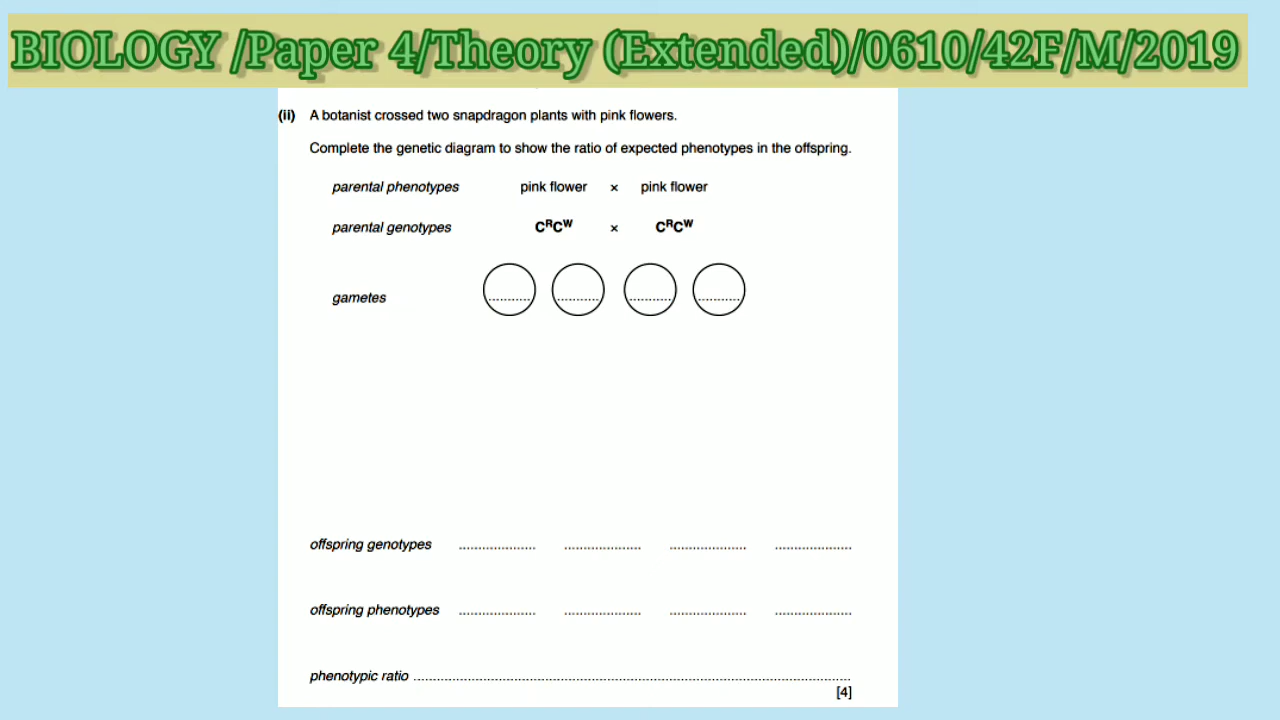 BIOLOGY /Paper 4/Theory (Extended)/0610/42F/M/2019
(ii) A botanist crossed two snapdragon plants with pink flowers.
Complete the genetic diagram to show the ratio of expected phenotypes in the offspring.
parental phenotypes pink flower × pink flower
parental genotypes CᴿCᵂ × CᴿCᵂ
gametes .......... .......... .......... ..........
offspring genotypes .................... .................... .................... ....................
offspring phenotypes .................... .................... .................... ....................
phenotypic ratio ....................................................................................
[4]